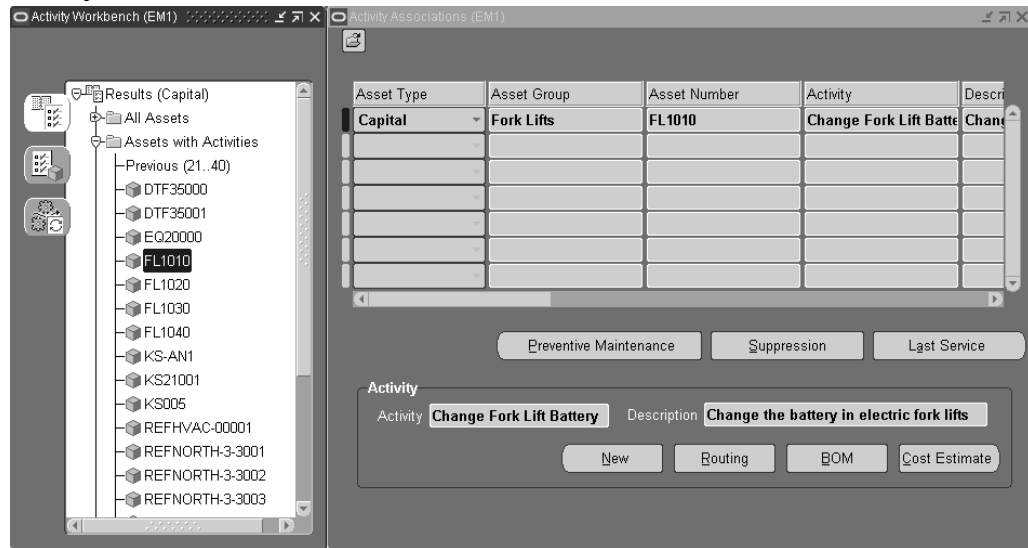 Activity Workbench (EM1)
Results (Capital)
All Assets
Assets with Activities
Previous (21..40)
DTF35000
DTF35001
EQ20000
FL1010
FL1020
FL1030
FL1040
KS-AN1
KS21001
KS005
REFHVAC-00001
REFNORTH-3-3001
REFNORTH-3-3002
REFNORTH-3-3003
Activity Associations (EM1)
Asset Type Asset Group Asset Number Activity Descri
Capital Fork Lifts FL1010 Change Fork Lift Batte Chang
Preventive Maintenance Suppression Last Service
Activity
Activity Change Fork Lift Battery Description Change the battery in electric fork lifts
New Routing BOM Cost Estimate